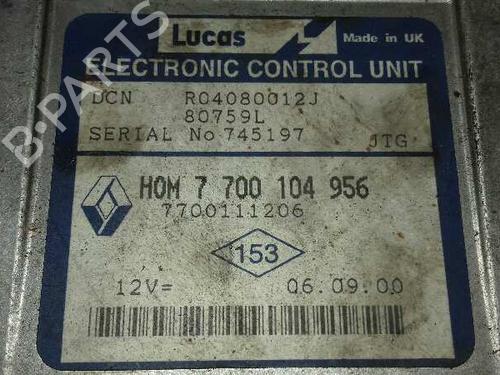 Lucas Made in UK
ELECTRONIC CONTROL UNIT
DCN R04080012J
80759L
SERIAL No 745197 JTG
HOM 7 700 104 956
7700111206
153
12V= 06.09.00
B-PARTS